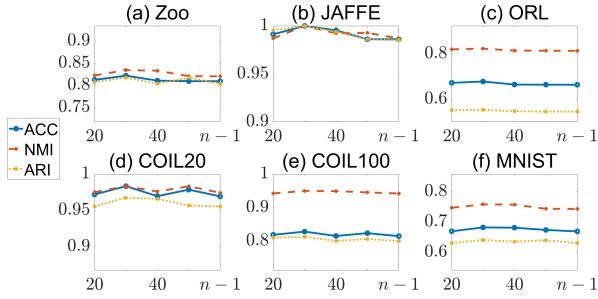 (a) Zoo
(b) JAFFE
(c) ORL
0.9
0.85
0.8
0.75
20
40
n − 1
1
0.95
0.9
20
40
n − 1
0.8
0.6
20
40
n − 1
ACC
NMI
ARI
(d) COIL20
(e) COIL100
(f) MNIST
1
0.95
0.9
20
40
n − 1
1
0.9
0.8
20
40
n − 1
0.8
0.7
0.6
20
40
n − 1